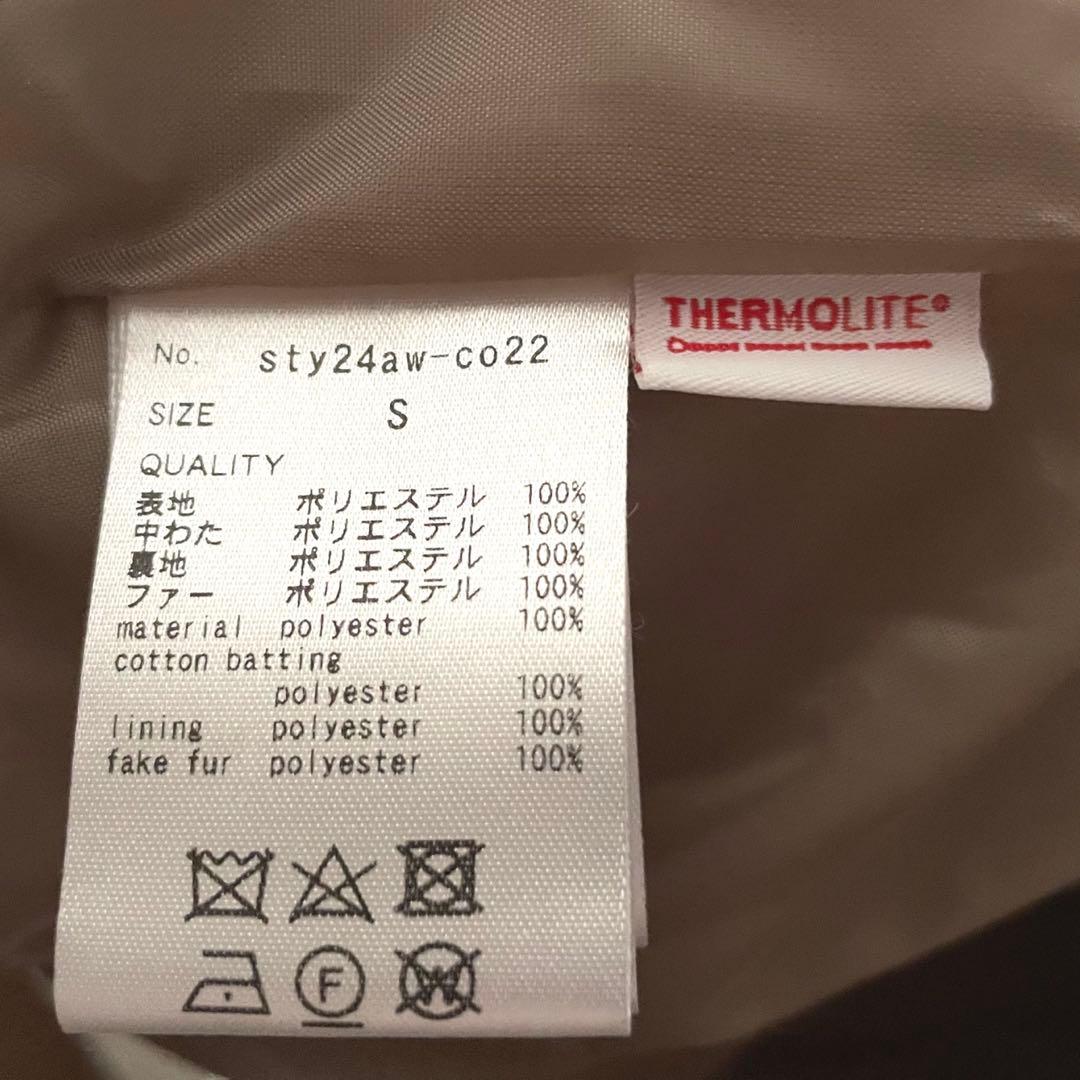 No. sty24aw-co22
SIZE S
QUALITY
表地 ポリエステル 100%
中わた ポリエステル 100%
裏地 ポリエステル 100%
ファー ポリエステル 100%
material polyester 100%
cotton batting
polyester 100%
lining polyester 100%
fake fur polyester 100%
F
W
THERMOLITE®